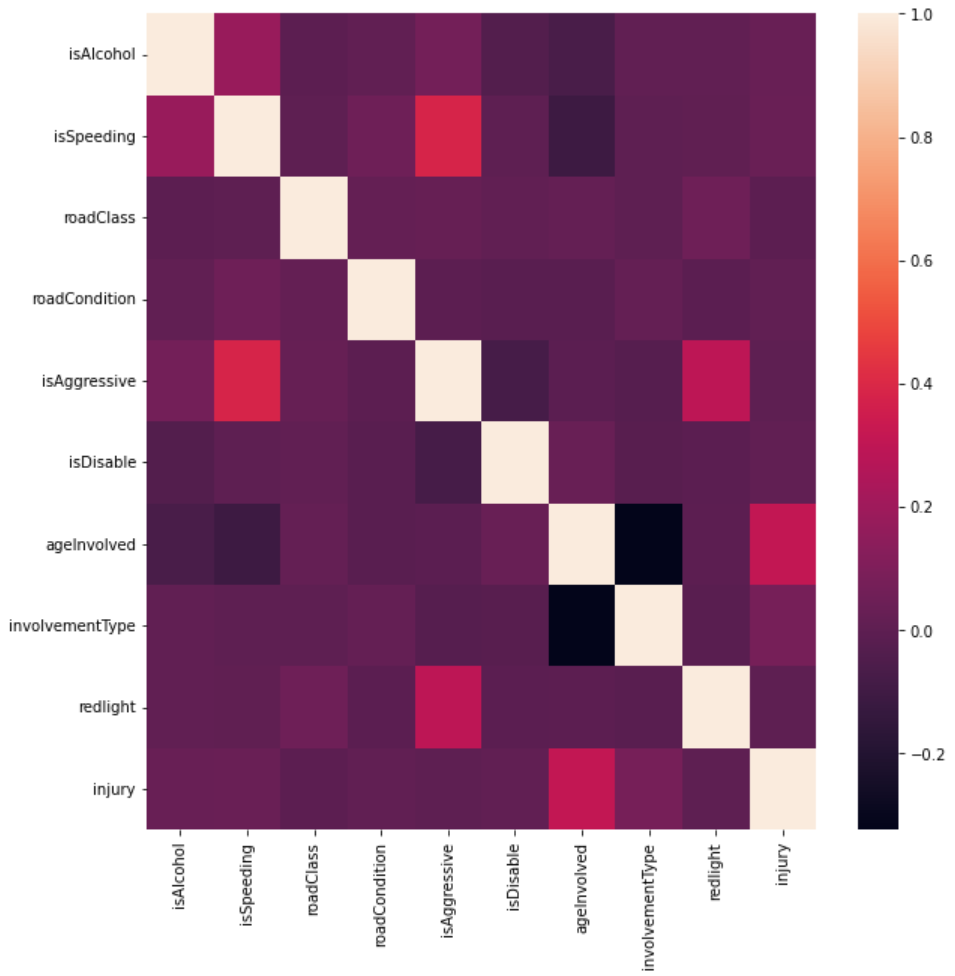 isAlcohol
isSpeeding
roadClass
roadCondition
isAggressive
isDisable
ageInvolved
involvementType
redlight
injury
isAlcohol
isSpeeding
roadClass
roadCondition
isAggressive
isDisable
ageInvolved
involvementType
redlight
injury
1.0
0.8
0.6
0.4
0.2
0.0
−0.2